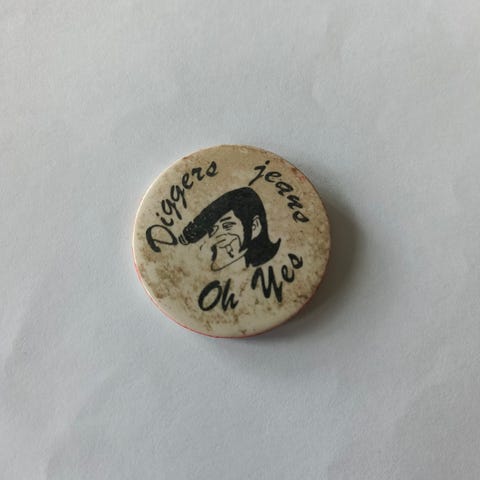 Diggers jeans
Oh Yes